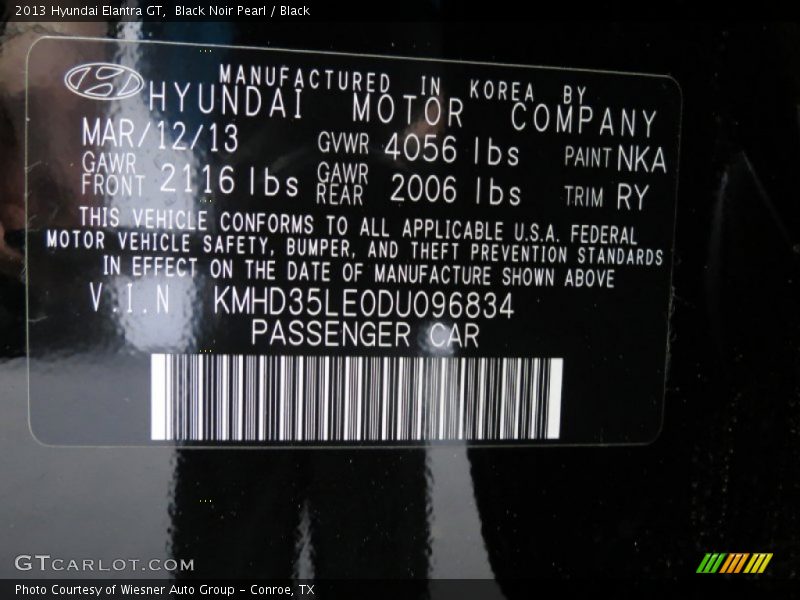 2013 Hyundai Elantra GT, Black Noir Pearl / Black
MANUFACTURED IN KOREA BY
HYUNDAI MOTOR COMPANY
MAR/12/13 GVWR 4056 lbs PAINT NKA
GAWR FRONT 2116 lbs GAWR REAR 2006 lbs TRIM RY
THIS VEHICLE CONFORMS TO ALL APPLICABLE U.S.A. FEDERAL
MOTOR VEHICLE SAFETY, BUMPER, AND THEFT PREVENTION STANDARDS
IN EFFECT ON THE DATE OF MANUFACTURE SHOWN ABOVE
V.I.N KMHD35LE0DU096834
PASSENGER CAR
GTCARLOT.COM
Photo Courtesy of Wiesner Auto Group - Conroe, TX